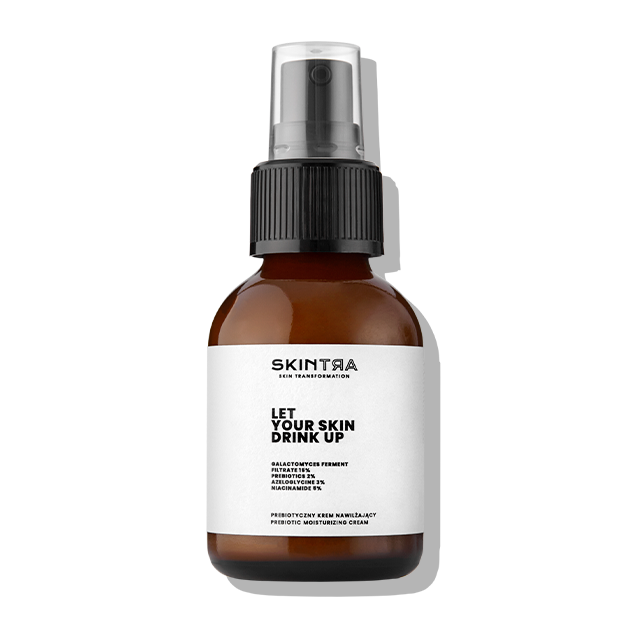 SKINTRA
SKIN TRANSFORMATION
LET
YOUR SKIN
DRINK UP
GALACTOMYCES FERMENT
FILTRATE 15%
PREBIOTICS 2%
AZELOGLYCINE 3%
NIACINAMIDE 5%
PREBIOTYCZNY KREM NAWILŻAJĄCY
PREBIOTIC MOISTURIZING CREAM